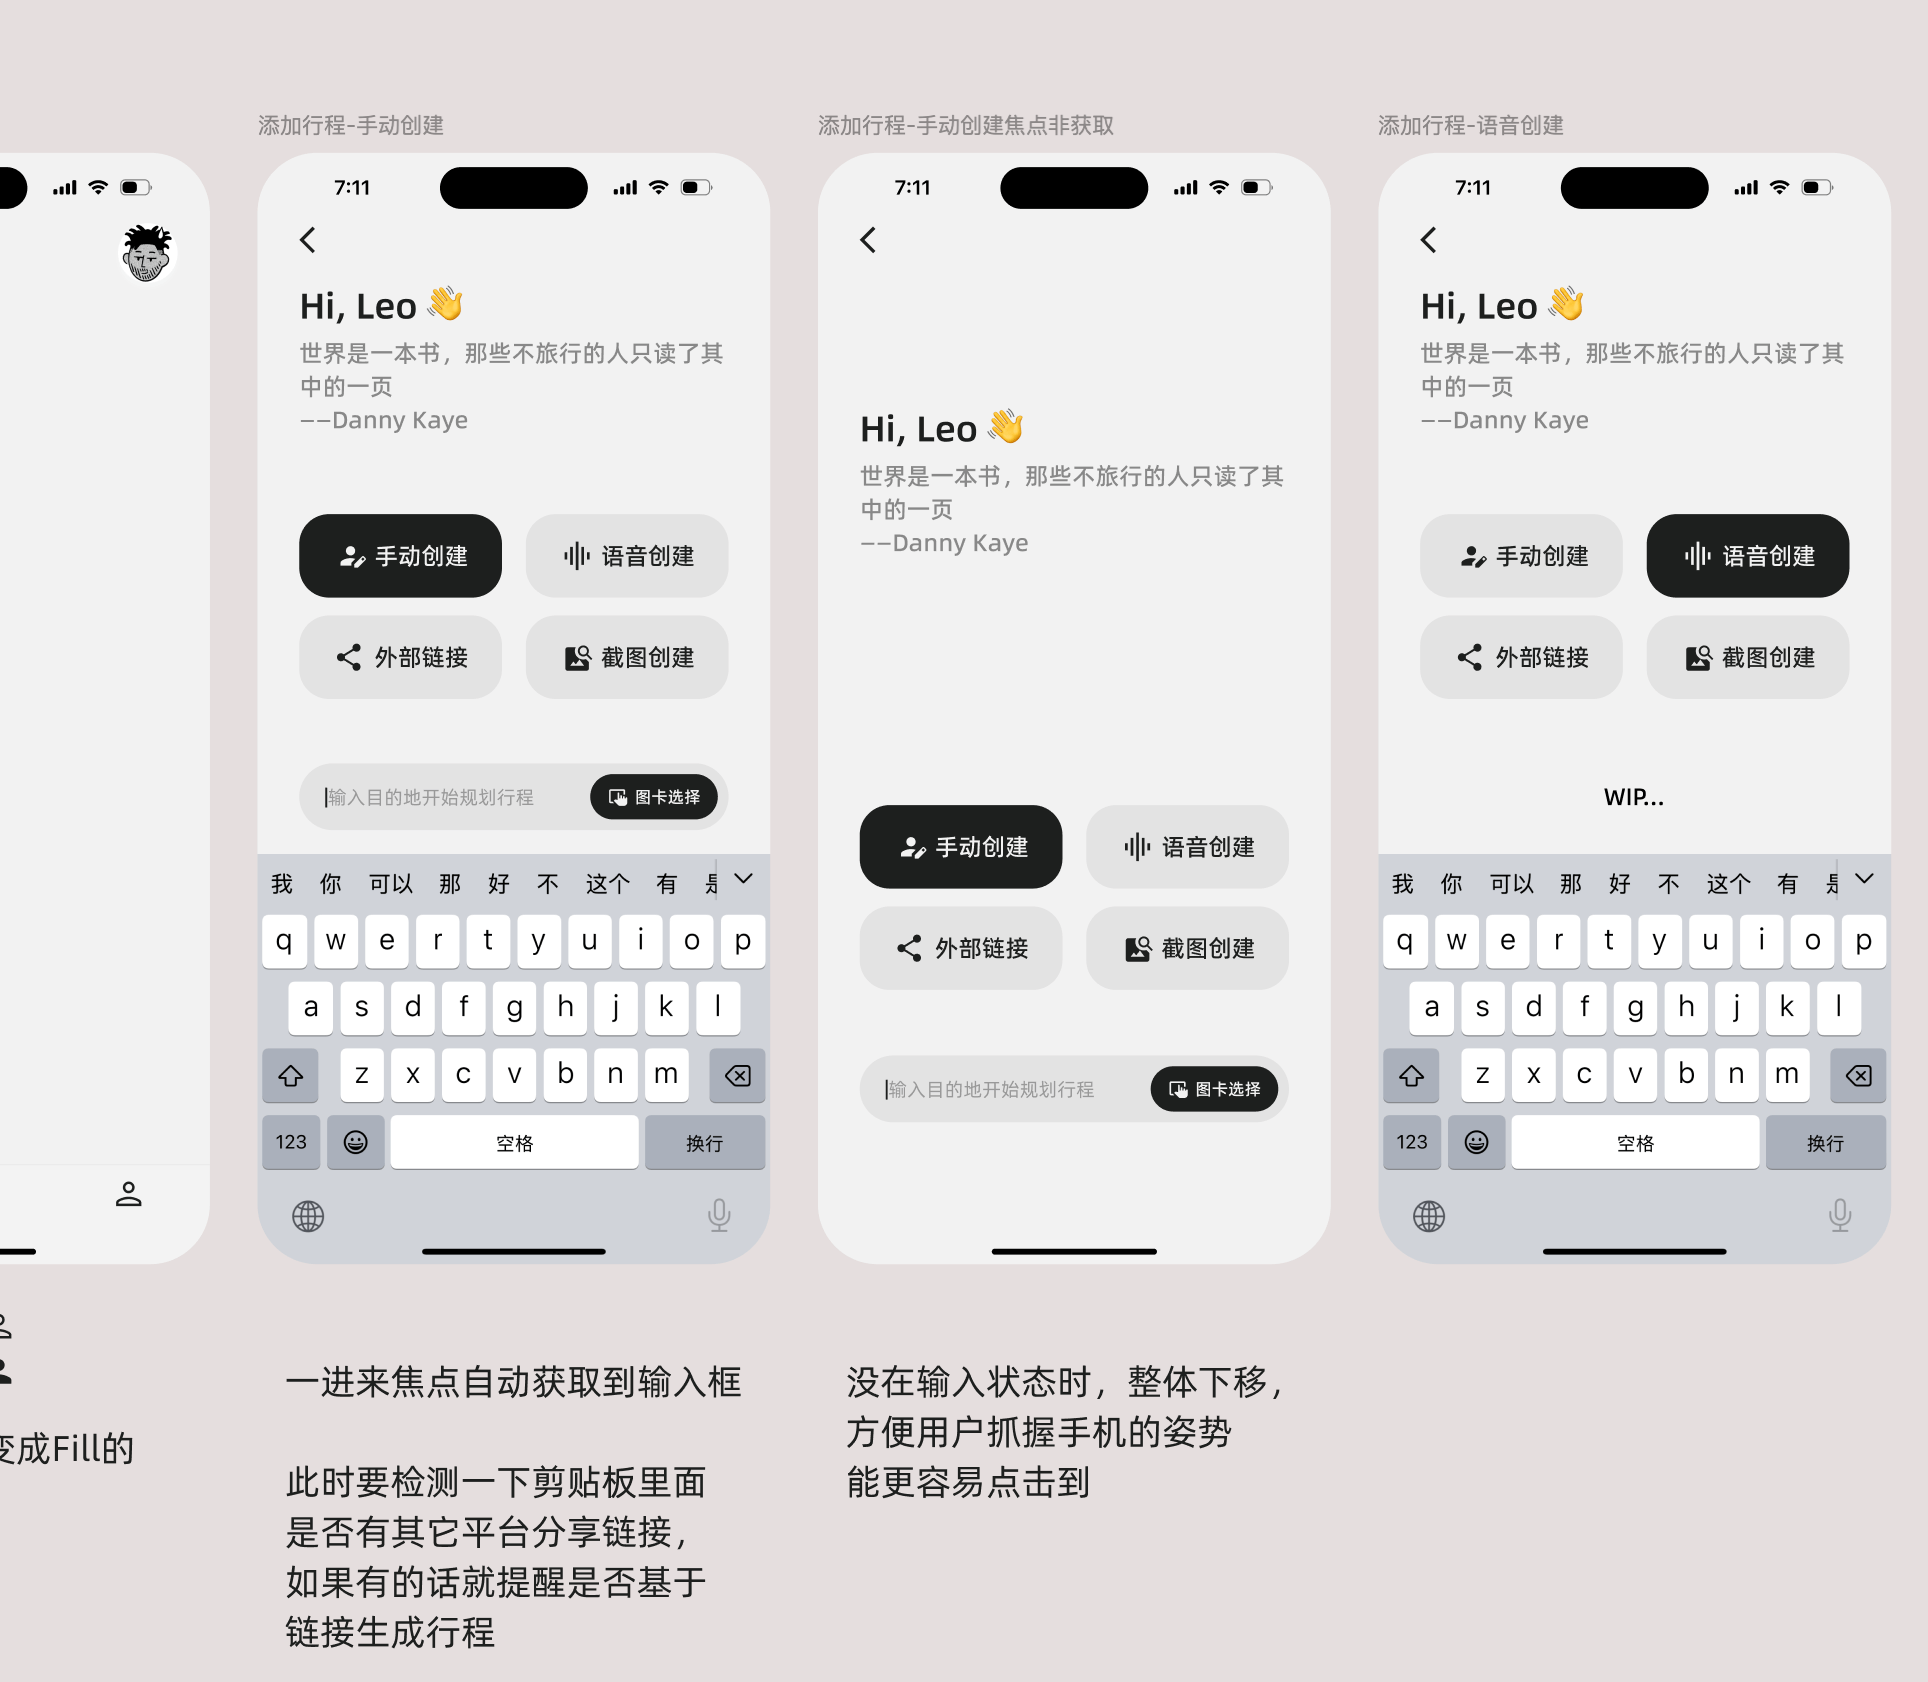 添加行程-手动创建
7:11
Hi, Leo 👋
世界是一本书，那些不旅行的人只读了其
中的一页
——Danny Kaye
手动创建
语音创建
外部链接
截图创建
输入目的地开始规划行程
图卡选择
我 你 可以 那 好 不 这个 有
q w e r t y u i o p
a s d f g h j k l
z x c v b n m
123
空格
换行
一进来焦点自动获取到输入框
此时要检测一下剪贴板里面
是否有其它平台分享链接，
如果有的话就提醒是否基于
链接生成行程
添加行程-手动创建焦点非获取
7:11
Hi, Leo 👋
世界是一本书，那些不旅行的人只读了其
中的一页
——Danny Kaye
手动创建
语音创建
外部链接
截图创建
输入目的地开始规划行程
图卡选择
没在输入状态时，整体下移，
方便用户抓握手机的姿势
能更容易点击到
添加行程-语音创建
7:11
Hi, Leo 👋
世界是一本书，那些不旅行的人只读了其
中的一页
——Danny Kaye
手动创建
语音创建
外部链接
截图创建
WIP...
我 你 可以 那 好 不 这个 有
q w e r t y u i o p
a s d f g h j k l
z x c v b n m
123
空格
换行
变成Fill的